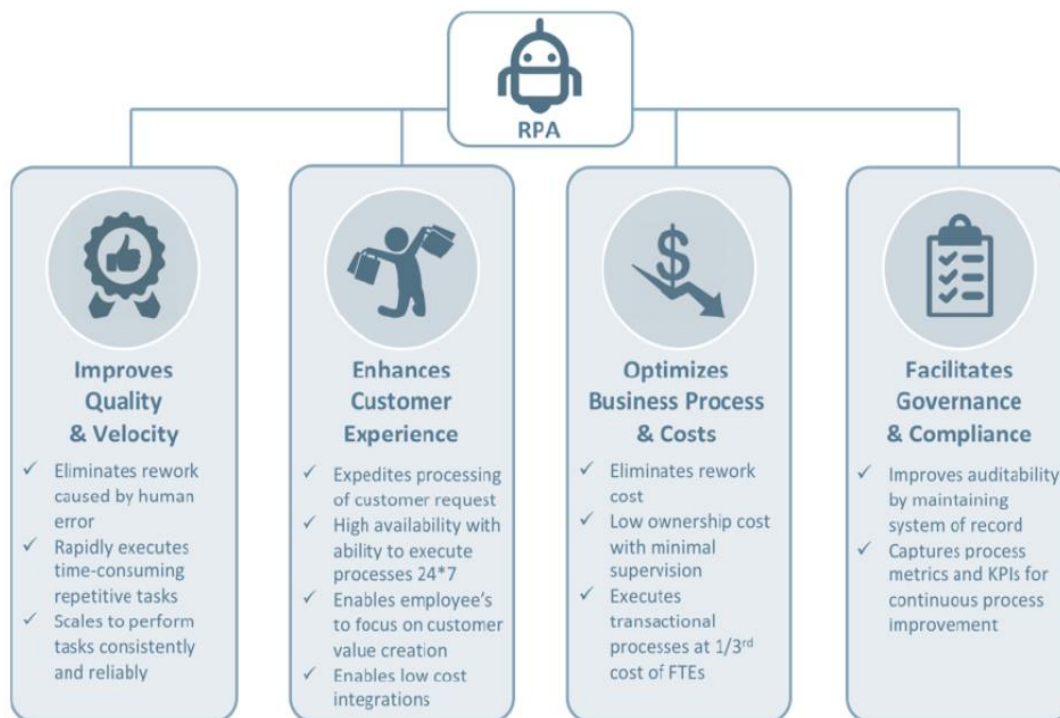 RPA
Improves
Quality
& Velocity
✓ Eliminates rework
caused by human
error
✓ Rapidly executes
time-consuming
repetitive tasks
✓ Scales to perform
tasks consistently
and reliably
Enhances
Customer
Experience
✓ Expedites processing
of customer request
✓ High availability with
ability to execute
processes 24*7
✓ Enables employee's
to focus on customer
value creation
✓ Enables low cost
integrations
Optimizes
Business Process
& Costs
✓ Eliminates rework
cost
✓ Low ownership cost
with minimal
supervision
✓ Executes
transactional
processes at 1/3rd
cost of FTEs
Facilitates
Governance
& Compliance
✓ Improves auditability
by maintaining
system of record
✓ Captures process
metrics and KPIs for
continuous process
improvement